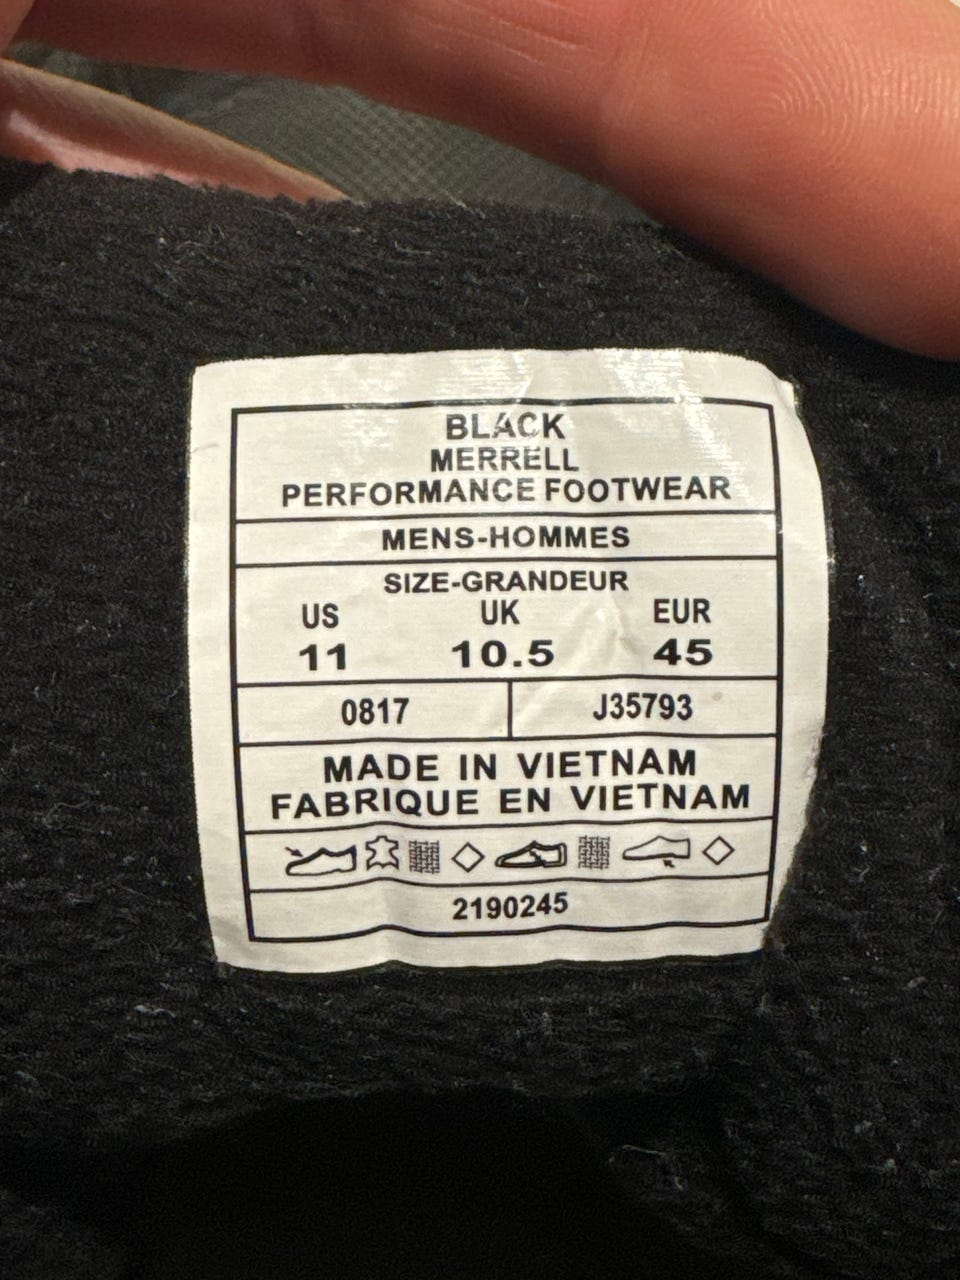 BLACK
MERRELL
PERFORMANCE FOOTWEAR
MENS-HOMMES
SIZE-GRANDEUR
US UK EUR
11 10.5 45
0817 J35793
MADE IN VIETNAM
FABRIQUE EN VIETNAM
2190245